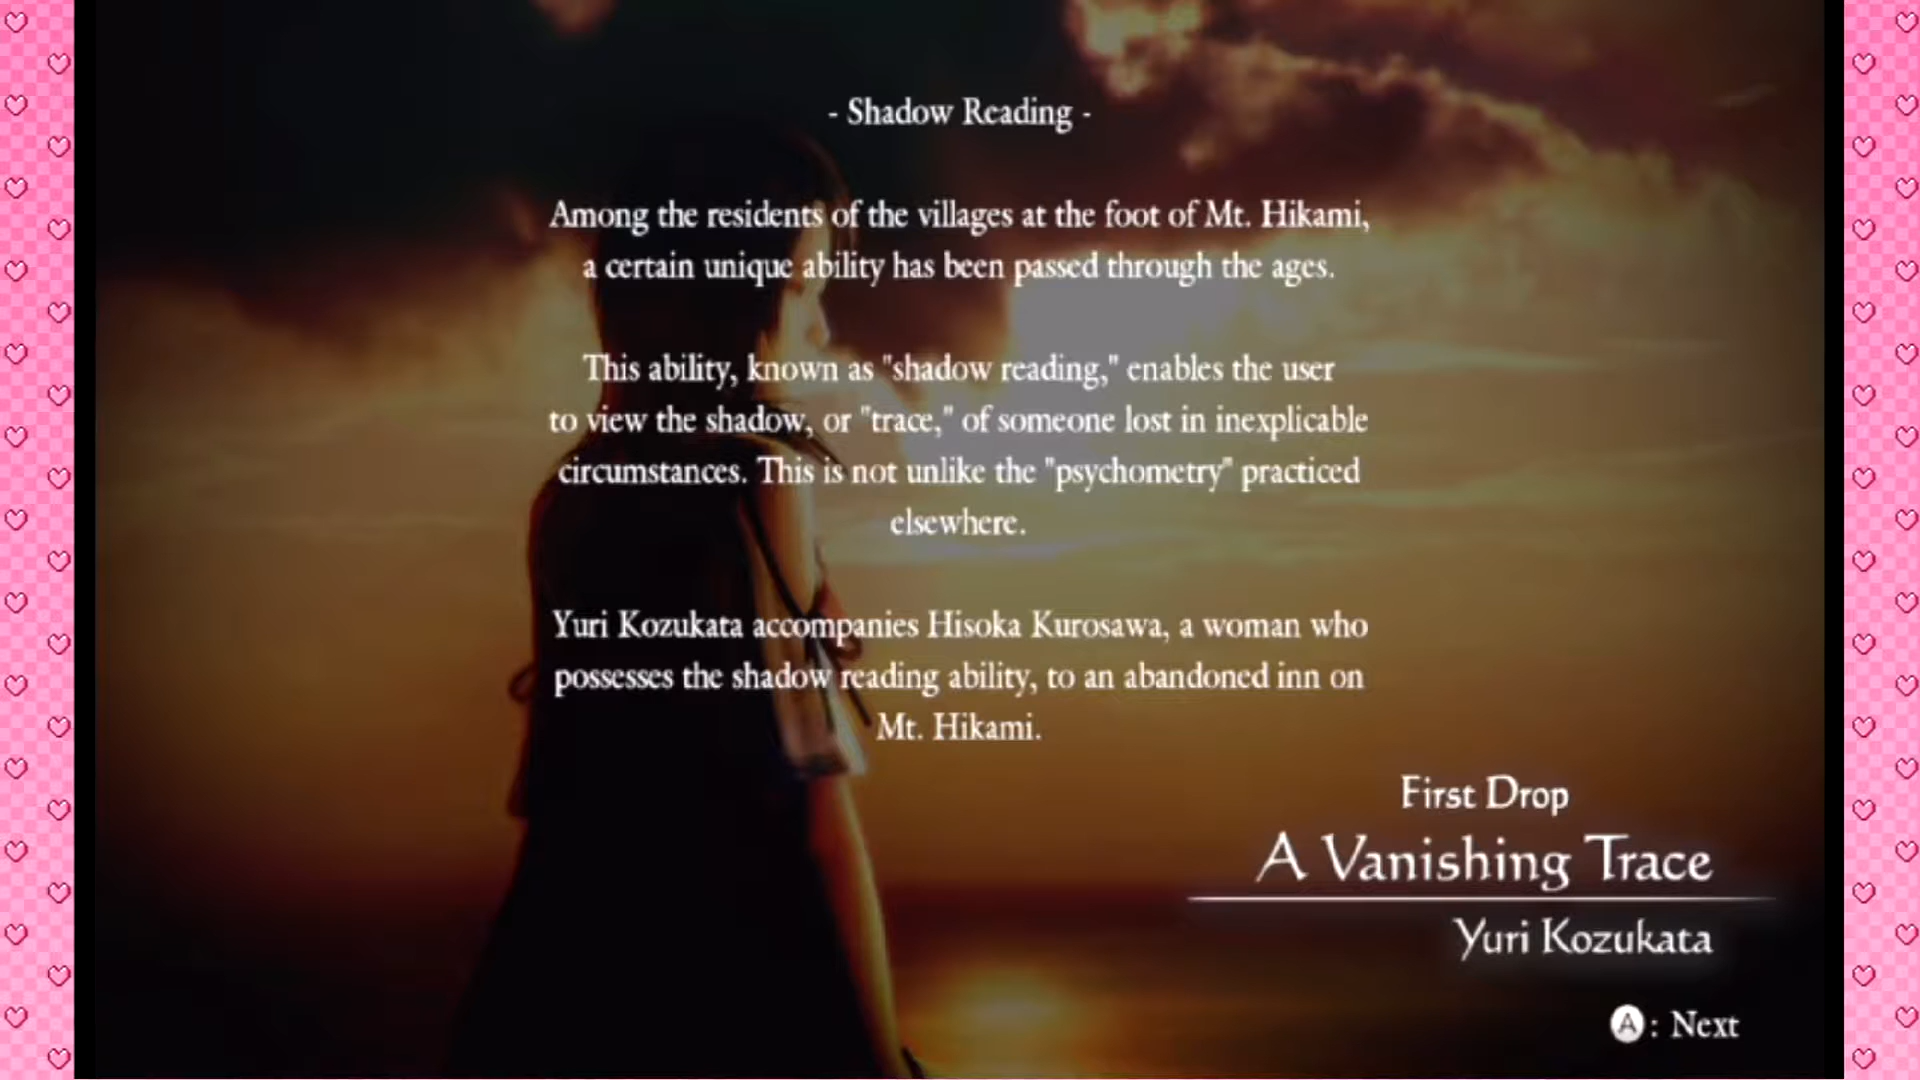 - Shadow Reading -
Among the residents of the villages at the foot of Mt. Hikami,
a certain unique ability has been passed through the ages.
This ability, known as "shadow reading," enables the user
to view the shadow, or "trace," of someone lost in inexplicable
circumstances. This is not unlike the "psychometry" practiced
elsewhere.
Yuri Kozukata accompanies Hisoka Kurosawa, a woman who
possesses the shadow reading ability, to an abandoned inn on
Mt. Hikami.
First Drop
A Vanishing Trace
Yuri Kozukata
A: Next